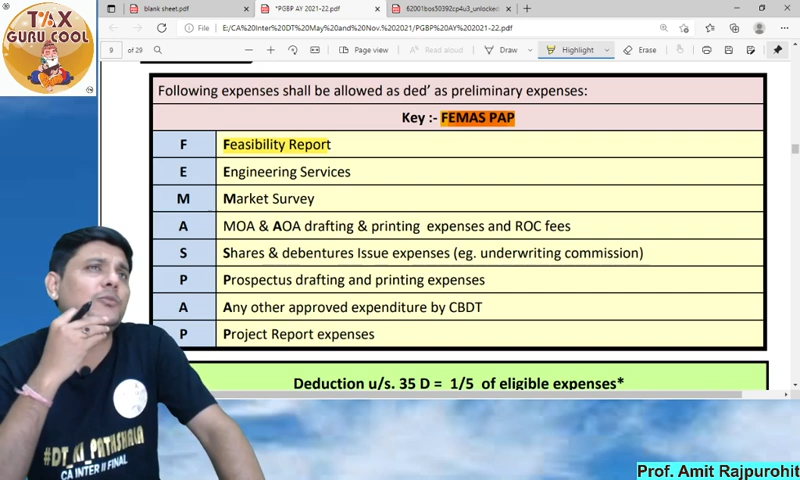 TAX
GURU COOL
blank sheet.pdf
*PGBP AY 2021-22.pdf
62001bos50392cp4u3_unlocked
File
E:/CA%20Inter%20DT%20May%20and%20Nov.%202021/PGBP%20AY%202021-22.pdf
9 of 29
Page view
Read aloud
Draw
Highlight
Erase
Following expenses shall be allowed as ded’ as preliminary expenses:
Key :- FEMAS PAP
F Feasibility Report
E Engineering Services
M Market Survey
A MOA & AOA drafting & printing expenses and ROC fees
S Shares & debentures Issue expenses (eg. underwriting commission)
P Prospectus drafting and printing expenses
A Any other approved expenditure by CBDT
P Project Report expenses
Deduction u/s. 35 D = 1/5 of eligible expenses*
#DT_KI_PATHSHALA
CA INTER II FINAL
Prof. Amit Rajpurohit